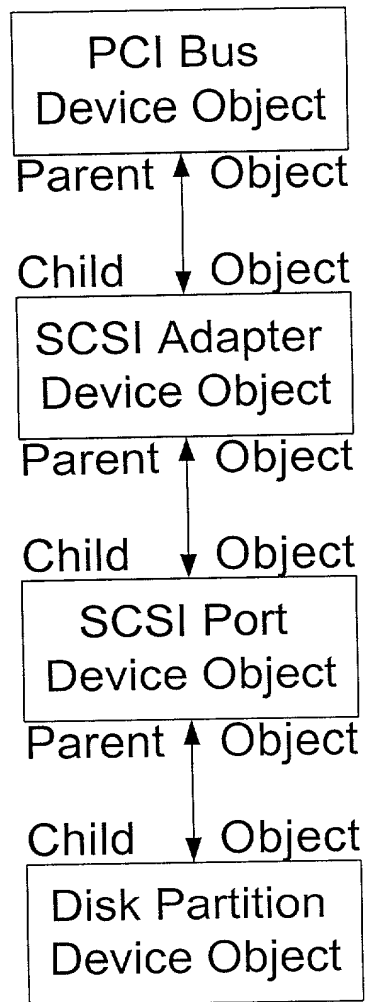 PCI Bus
Device Object
Parent Object
Child Object
SCSI Adapter
Device Object
Parent Object
Child Object
SCSI Port
Device Object
Parent Object
Child Object
Disk Partition
Device Object